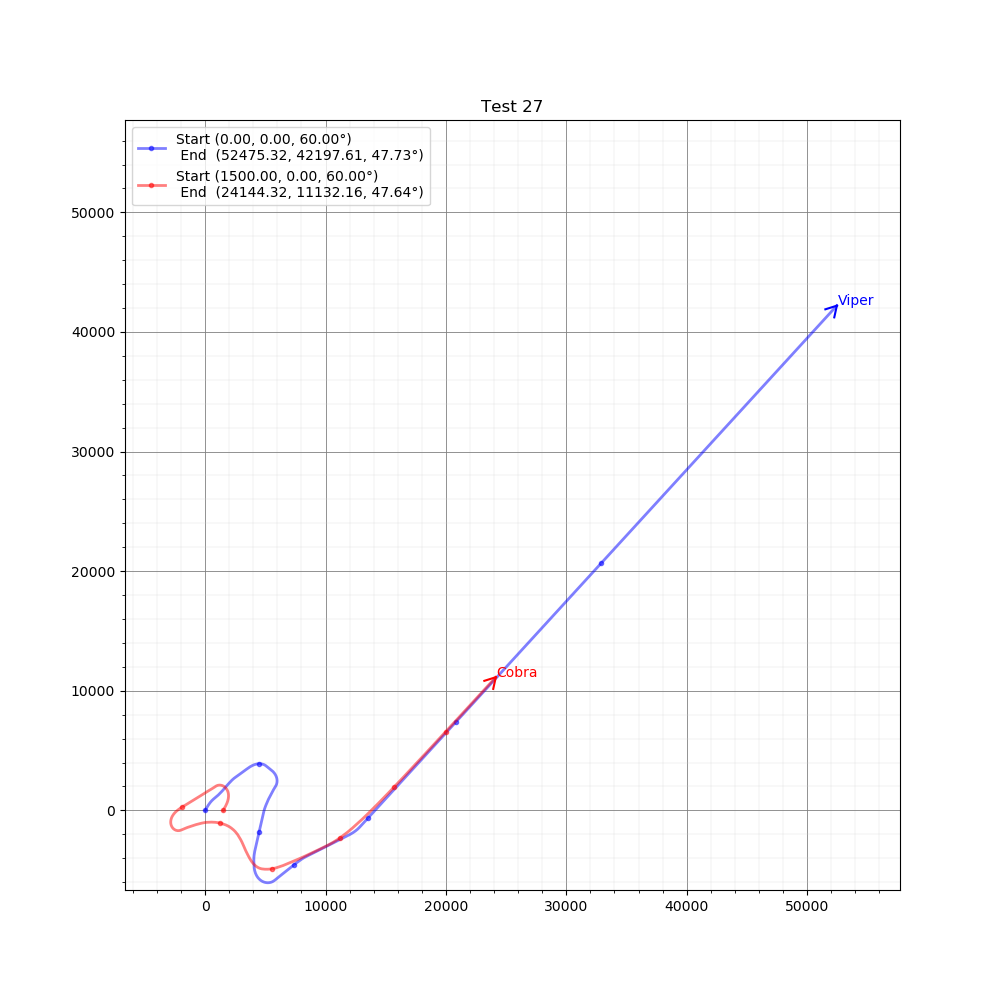 Test 27
Start (0.00, 0.00, 60.00°)
End  (52475.32, 42197.61, 47.73°)
Start (1500.00, 0.00, 60.00°)
End  (24144.32, 11132.16, 47.64°)
50000
40000
30000
20000
10000
0
Viper
Cobra
0
10000
20000
30000
40000
50000